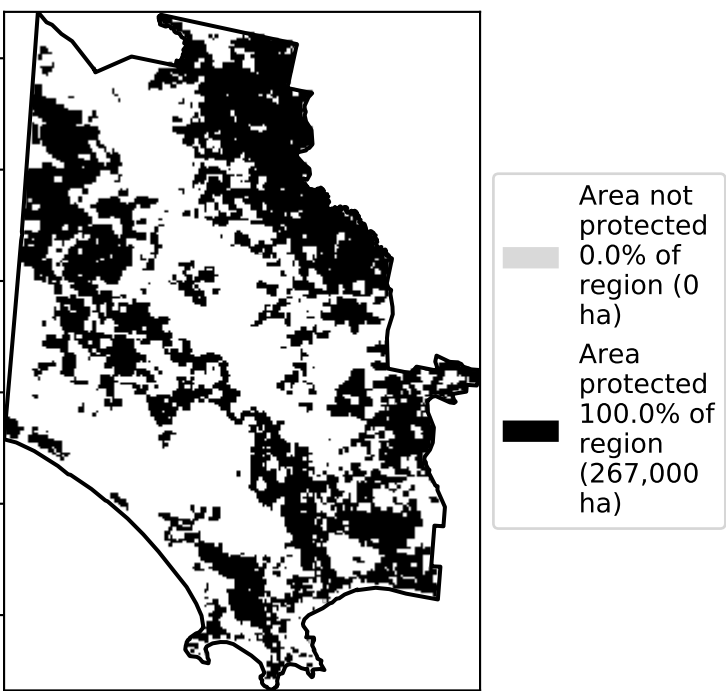 Area not
protected
0.0% of
region (0
ha)
Area
protected
100.0% of
region
(267,000
ha)